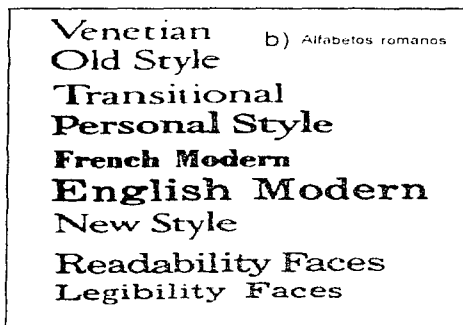 Venetian
b) Alfabetos romanos
Old Style
Transitional
Personal Style
French Modern
English Modern
New Style
Readability Faces
Legibility Faces